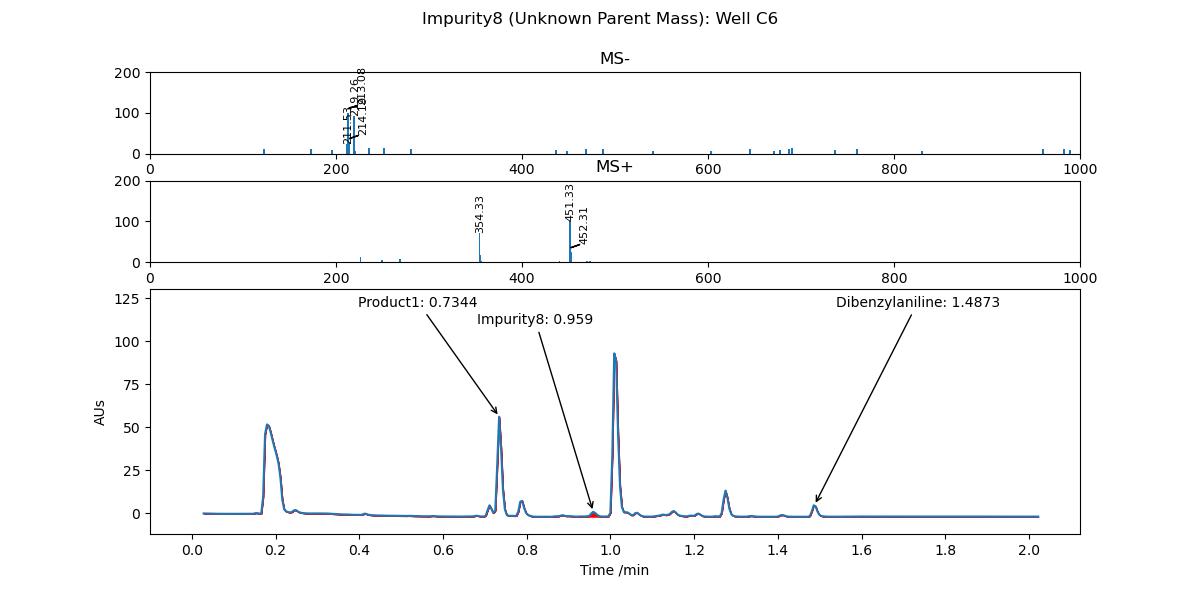 Impurity8 (Unknown Parent Mass): Well C6
MS-
200
100
0
211.53
219.26
213.08
214.18
0 200 400 600 800 1000
MS+
200
100
0
354.33
451.33
452.31
0 200 400 600 800 1000
Product1: 0.7344
Impurity8: 0.959
Dibenzylaniline: 1.4873
AUs
125
100
75
50
25
0
0.0 0.2 0.4 0.6 0.8 1.0 1.2 1.4 1.6 1.8 2.0
Time /min